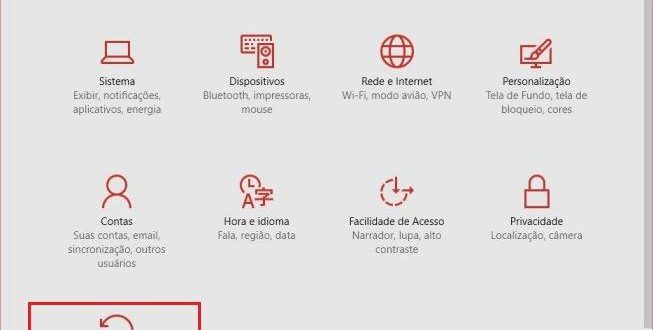 Sistema
Exibir, notificações,
aplicativos, energia
Dispositivos
Bluetooth, impressoras,
mouse
Rede e Internet
Wi-Fi, modo avião, VPN
Personalização
Tela de Fundo, tela de
bloqueio, cores
Contas
Suas contas, email,
sincronização, outros
usuários
Hora e idioma
Fala, região, data
Facilidade de Acesso
Narrador, lupa, alto
contraste
Privacidade
Localização, câmera